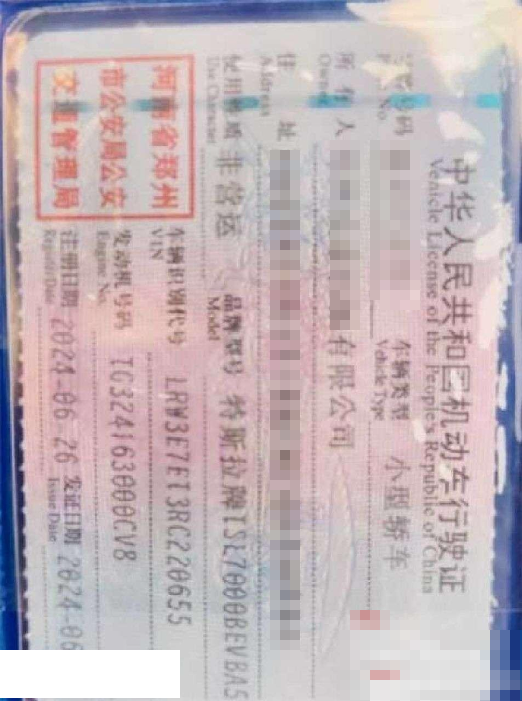 中华人民共和国机动车行驶证
Vehicle License of the People's Republic of China
号码 车辆类型 小型轿车
No. Vehicle Type
所有人 有限公司
Owner
住 址
Address
使用性质 非营运 品牌型号 特斯拉牌TSL7000BEVBA5
Use Character Model
河南省郑州
市公安局公安
交通管理局
车辆识别代号 LRW3E7EI3RC220655
VIN
发动机号码 TG324163000CV8
Engine No.
注册日期 2024-06-26 发证日期 2024-06
Register Date Issue Date